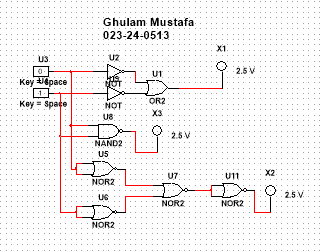 Ghulam Mustafa
023-24-0513
X1
U3
U2
0
U1
2.5 V
Key = Space
NOT
1
OR2
Key = Space
NOT
U8
X3
2.5 V
NAND2
U5
U7
U11
X2
NOR2
2.5 V
U6
NOR2
NOR2
NOR2